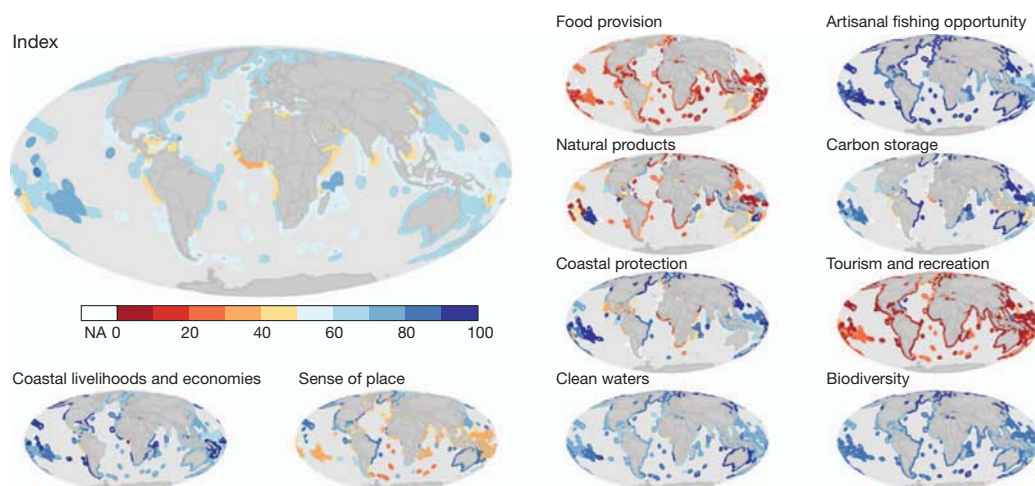 Index
NA 0 20 40 60 80 100
Food provision
Artisanal fishing opportunity
Natural products
Carbon storage
Coastal protection
Tourism and recreation
Coastal livelihoods and economies
Sense of place
Clean waters
Biodiversity